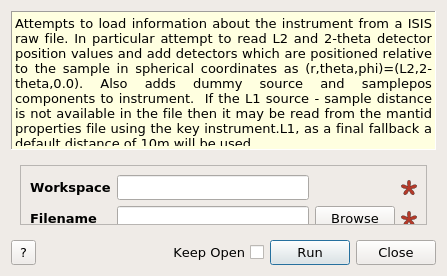 Attempts to load information about the instrument from a ISIS
raw file. In particular attempt to read L2 and 2-theta detector
position values and add detectors which are positioned relative
to the sample in spherical coordinates as (r,theta,phi)=(L2,2-
theta,0.0). Also adds dummy source and samplepos
components to instrument. If the L1 source - sample distance
is not available in the file then it may be read from the mantid
properties file using the key instrument.L1, as a final fallback a
default distance of 10m will be used
Workspace
Filename
Browse
?
Keep Open
Run
Close